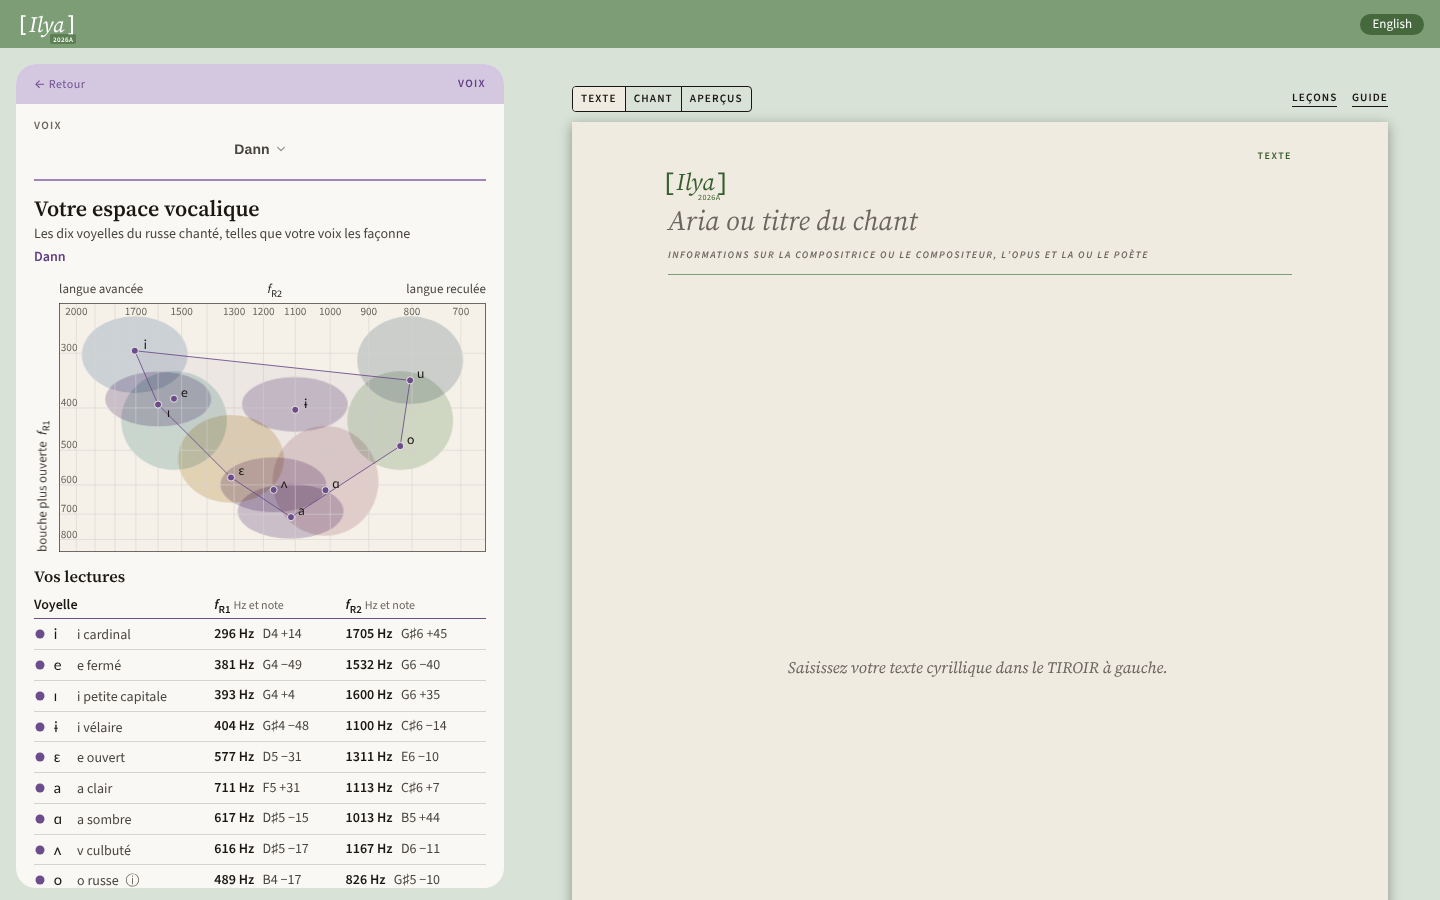 [Ilya]
2026A
English
← Retour
VOIX
VOIX
Dann
Votre espace vocalique
Les dix voyelles du russe chanté, telles que votre voix les façonne
Dann
langue avancée fR2 langue reculée
2000 1700 1500 1300 1200 1100 1000 900 800 700
300
400
500
600
700
800
bouche plus ouverte fR1
i
u
e
ɪ
ɨ
o
ɛ
ʌ
ɑ
a
Vos lectures
Voyelle fR1 Hz et note fR2 Hz et note
i i cardinal 296 Hz D4 +14 1705 Hz G♯6 +45
e e fermé 381 Hz G4 −49 1532 Hz G6 −40
ɪ i petite capitale 393 Hz G4 +4 1600 Hz G6 +35
ɨ i vélaire 404 Hz G♯4 −48 1100 Hz C♯6 −14
ɛ e ouvert 577 Hz D5 −31 1311 Hz E6 −10
a a clair 711 Hz F5 +31 1113 Hz C♯6 +7
ɑ a sombre 617 Hz D♯5 −15 1013 Hz B5 +44
ʌ v culbuté 616 Hz D♯5 −17 1167 Hz D6 −11
o o russe ⓘ 489 Hz B4 −17 826 Hz G♯5 −10
TEXTE CHANT APERÇUS
LEÇONS GUIDE
TEXTE
[Ilya]
2026A
Aria ou titre du chant
INFORMATIONS SUR LA COMPOSITRICE OU LE COMPOSITEUR, L'OPUS ET LA OU LE POÈTE
Saisissez votre texte cyrillique dans le TIROIR à gauche.